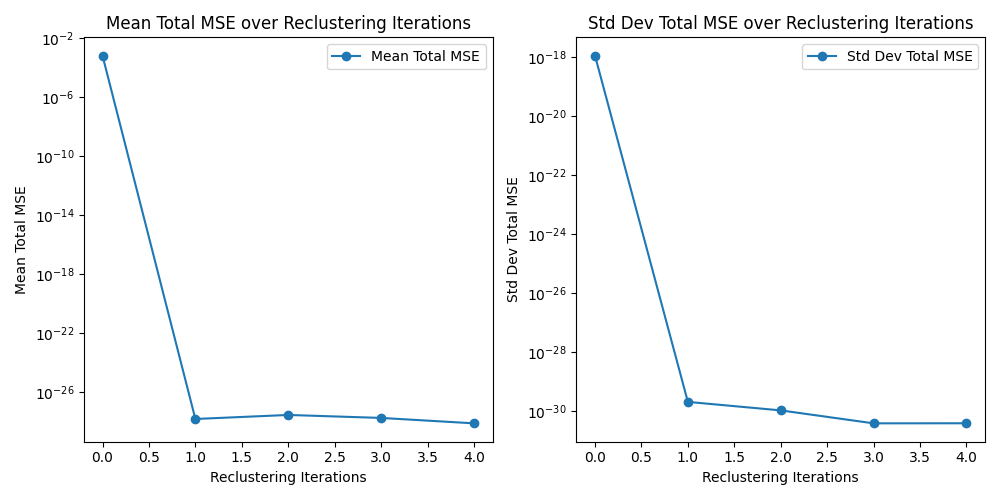 Mean Total MSE over Reclustering Iterations
Mean Total MSE
10⁻²
10⁻⁶
10⁻¹⁰
10⁻¹⁴
10⁻¹⁸
10⁻²²
10⁻²⁶
Mean Total MSE
0.0 0.5 1.0 1.5 2.0 2.5 3.0 3.5 4.0
Reclustering Iterations
Std Dev Total MSE over Reclustering Iterations
Std Dev Total MSE
10⁻¹⁸
10⁻²⁰
10⁻²²
10⁻²⁴
10⁻²⁶
10⁻²⁸
10⁻³⁰
Std Dev Total MSE
0.0 0.5 1.0 1.5 2.0 2.5 3.0 3.5 4.0
Reclustering Iterations